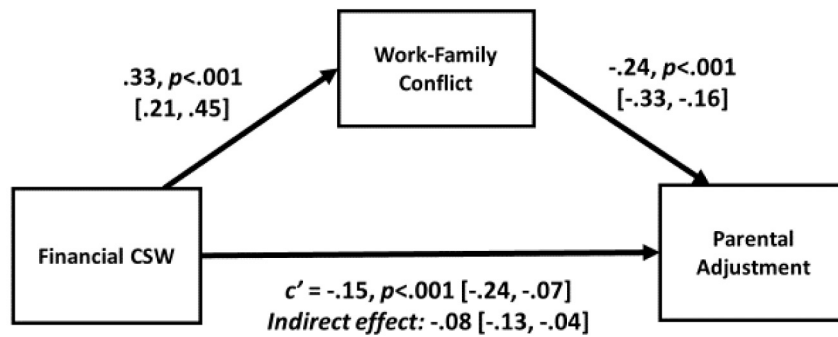 Work-Family
Conflict
.33, p<.001
[.21, .45]
-.24, p<.001
[-.33, -.16]
Financial CSW
Parental
Adjustment
c’ = -.15, p<.001 [-.24, -.07]
Indirect effect: -.08 [-.13, -.04]